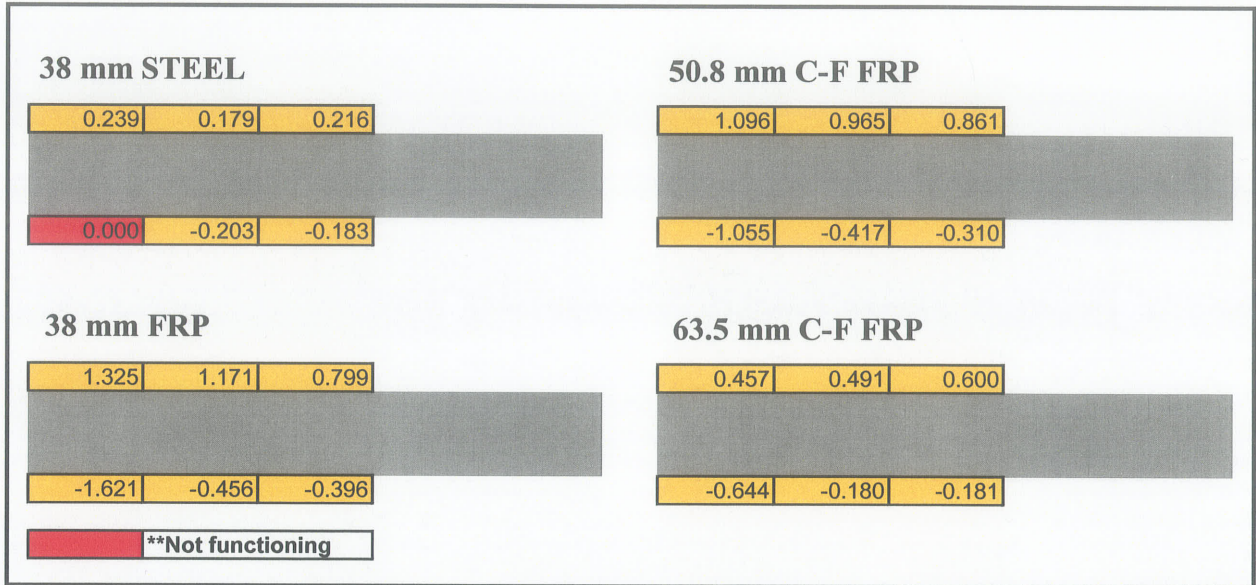 38 mm STEEL
0.239 0.179 0.216
0.000 -0.203 -0.183
50.8 mm C-F FRP
1.096 0.965 0.861
-1.055 -0.417 -0.310
38 mm FRP
1.325 1.171 0.799
-1.621 -0.456 -0.396
63.5 mm C-F FRP
0.457 0.491 0.600
-0.644 -0.180 -0.181
**Not functioning